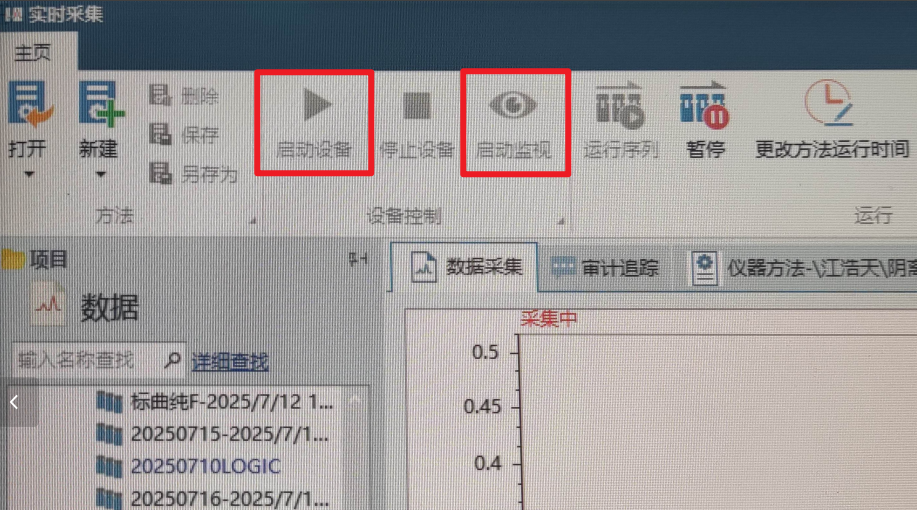 实时采集
主页
打开
新建
删除
保存
另存为
启动设备
停止设备
启动监视
运行序列
暂停
更改方法运行时间
方法
设备控制
运行
项目
数据
输入名称查找
详细查找
标曲纯F-2025/7/12 1...
20250715-2025/7/1...
20250710LOGIC
20250716-2025/7/1...
数据采集
审计追踪
仪器方法-\江浩天\阴离
采集中
0.5
0.45
0.4